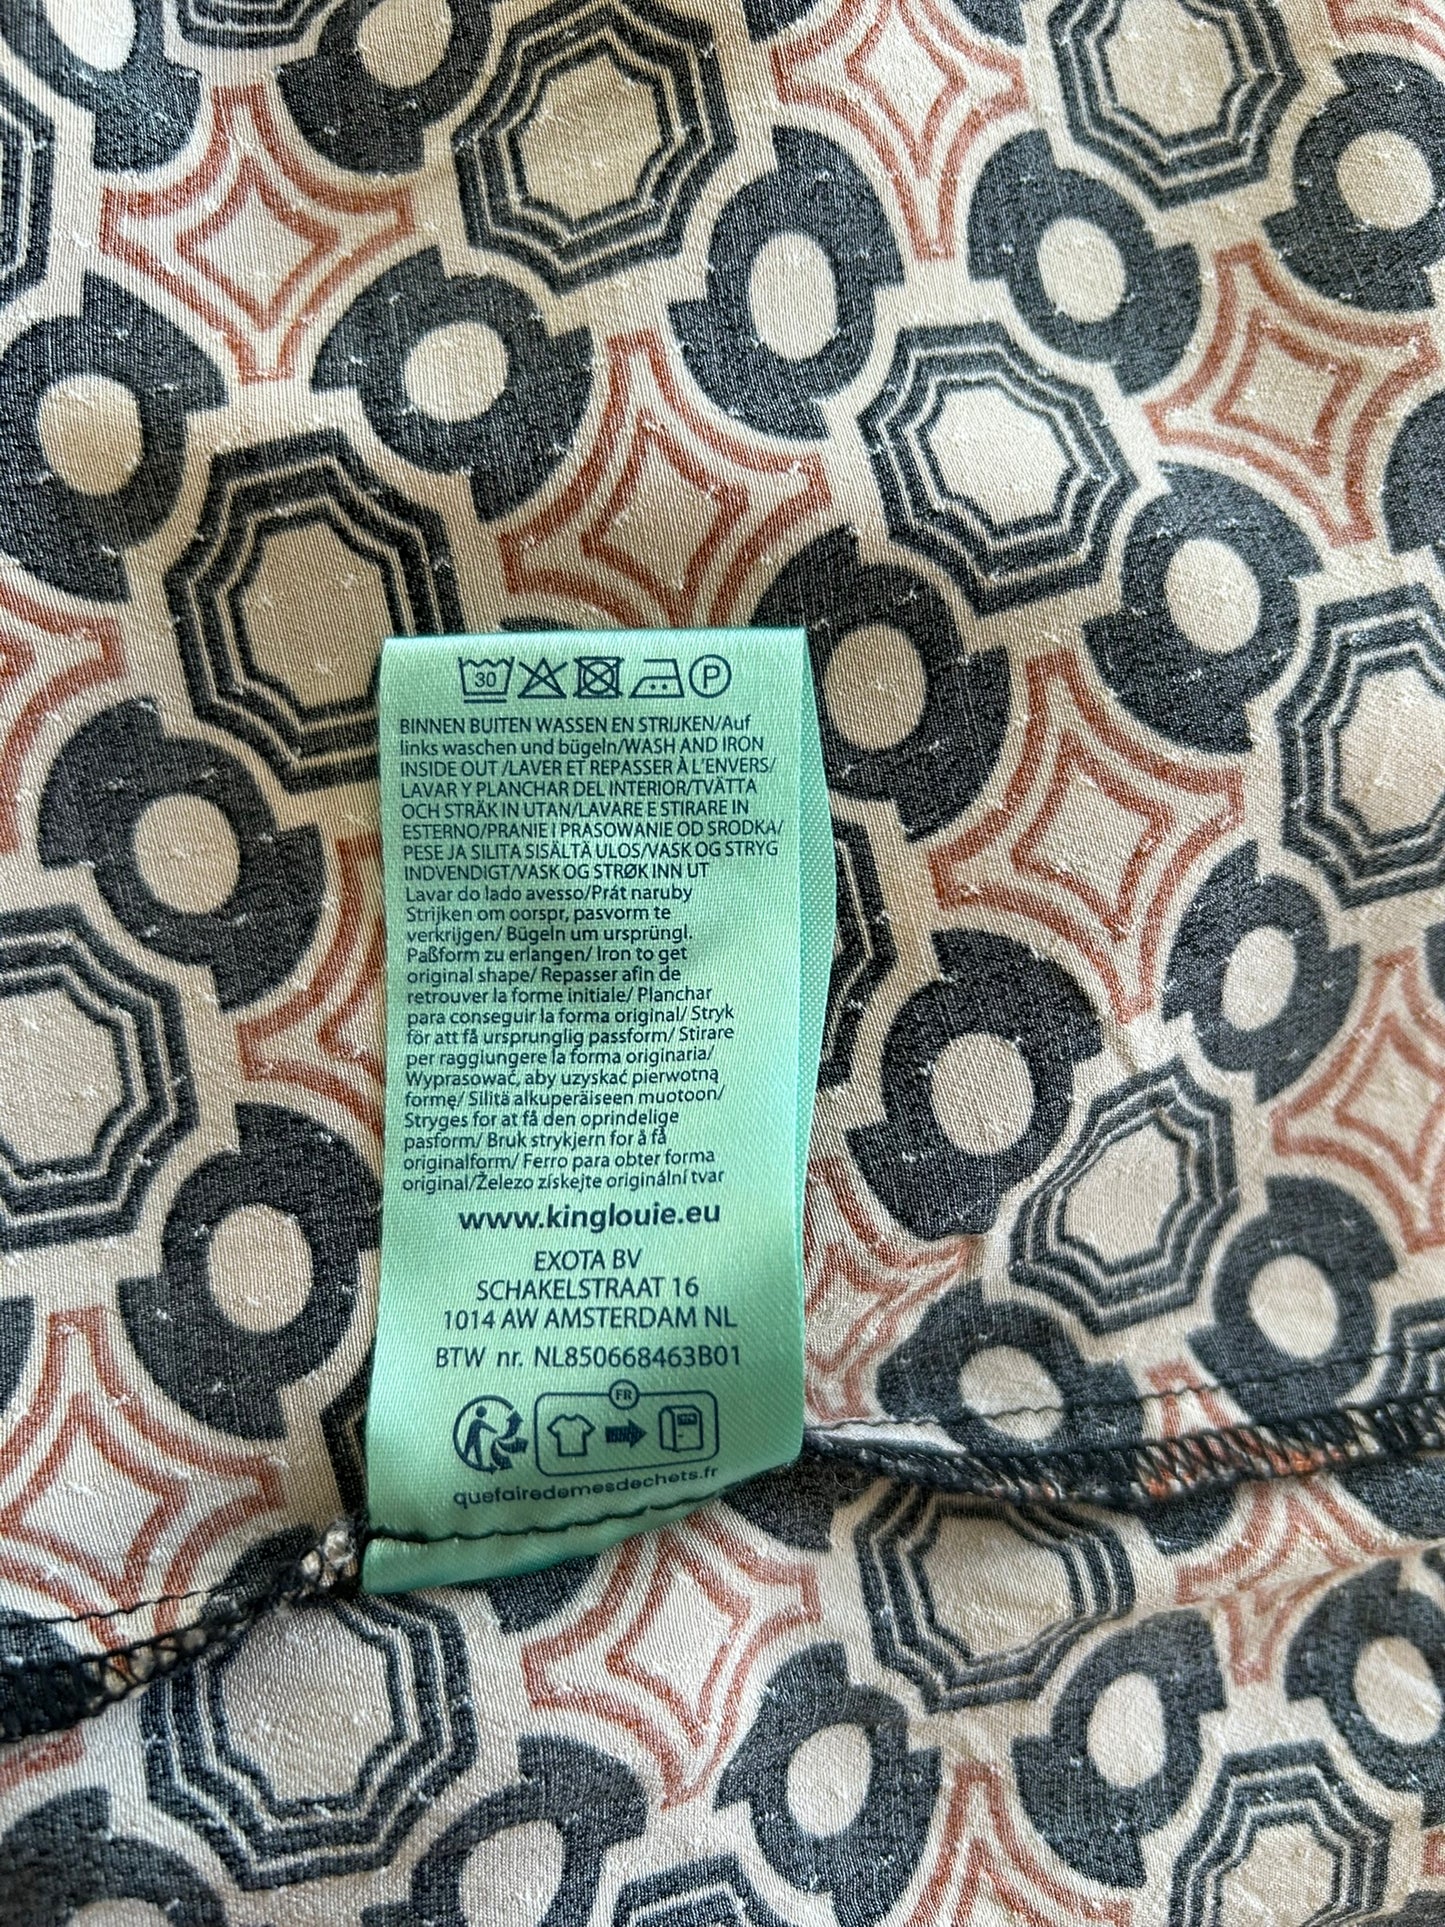 30 P
BINNEN BUITEN WASSEN EN STRIJKEN/Auf
links waschen und bügeln/WASH AND IRON
INSIDE OUT /LAVER ET REPASSER À L'ENVERS/
LAVAR Y PLANCHAR DEL INTERIOR/TVÄTTA
OCH STRÄK IN UTAN/LAVARE E STIRARE IN
ESTERNO/PRANIE I PRASOWANIE OD SRODKA/
PESE JA SILITA SISÄLTÄ ULOS/VASK OG STRYG
INDVENDIGT/VASK OG STRØK INN UT
Lavar do lado avesso/Prát naruby
Strijken om oorspr, pasvorm te
verkrijgen/ Bügeln um ursprüngl.
Paßform zu erlangen/ Iron to get
original shape/ Repasser afin de
retrouver la forme initiale/ Planchar
para conseguir la forma original/ Stryk
för att få ursprunglig passform/ Stirare
per raggiungere la forma originaria/
Wyprasować, aby uzyskać pierwotną
formę/ Silitä alkuperäiseen muotoon/
Stryges for at få den oprindelige
pasform/ Bruk strykjern for å få
originalform/ Ferro para obter forma
original/Železo získejte originální tvar
www.kinglouie.eu
EXOTA BV
SCHAKELSTRAAT 16
1014 AW AMSTERDAM NL
BTW nr. NL850668463B01
FR
quefairedemesdechets.fr